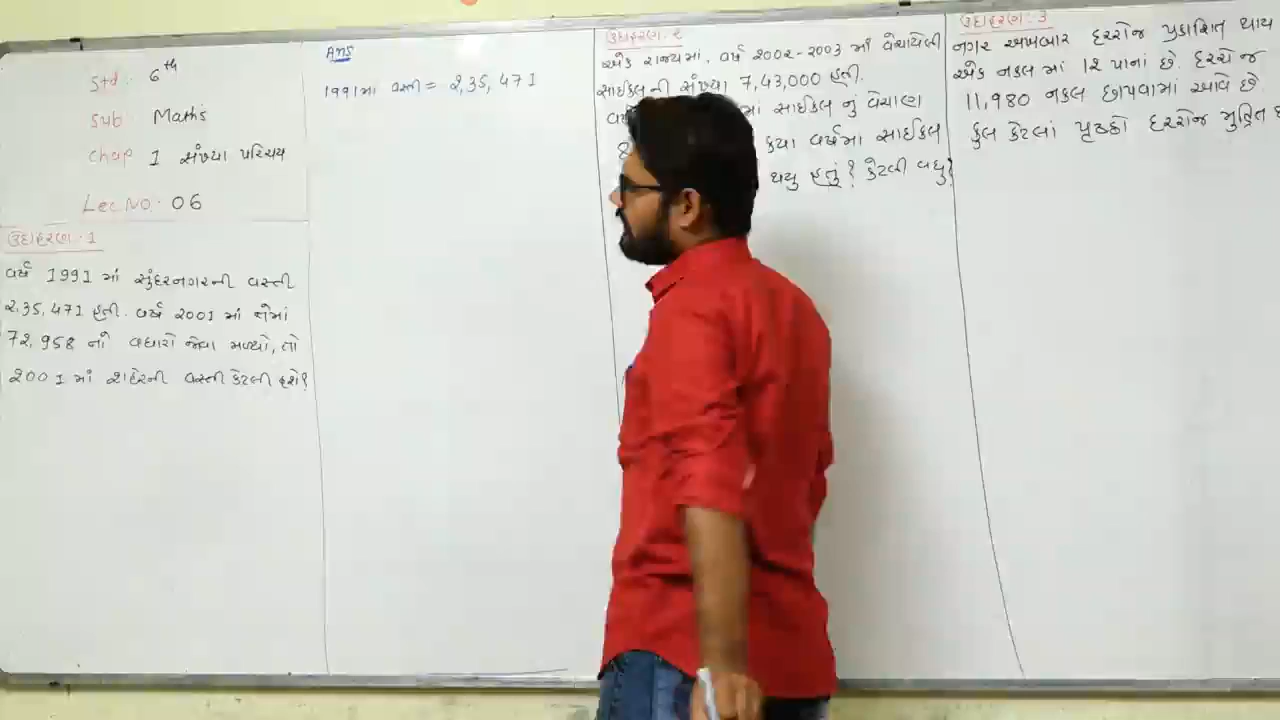 Std : 6th
Sub : Maths
Chap 1 સંખ્યા પરિચય
Lec No. 06
ઉદાહરણ : 1
વર્ષ 1991 માં સુંદરનગરની વસ્તી
2,35,471 હતી. વર્ષ 2001 માં તેમાં
72,958 નો વધારો જોવા મળ્યો, તો
2001 માં શહેરની વસ્તી કેટલી હશે?
Ans
1991માં વસ્તી = 2,35,471
ઉદાહરણ : ૨
એક રાજ્યમાં, વર્ષ 2002-2003 માં વેચાયેલી
સાઈકલની સંખ્યા 7,43,000 હતી.
માં સાઈકલ નું વેચાણ
કયા વર્ષમાં સાઈકલ
થયુ હતું? કેટલી વધુ?
ઉદાહરણ : 3
નગર અખબાર દરરોજ પ્રકાશિત થાય
એક નકલ માં 12 પાનાં છે. દરરોજ
11,980 નકલ છાપવામાં આવે છે.
કુલ કેટલાં પૃષ્ઠો દરરોજ મુદ્રિત